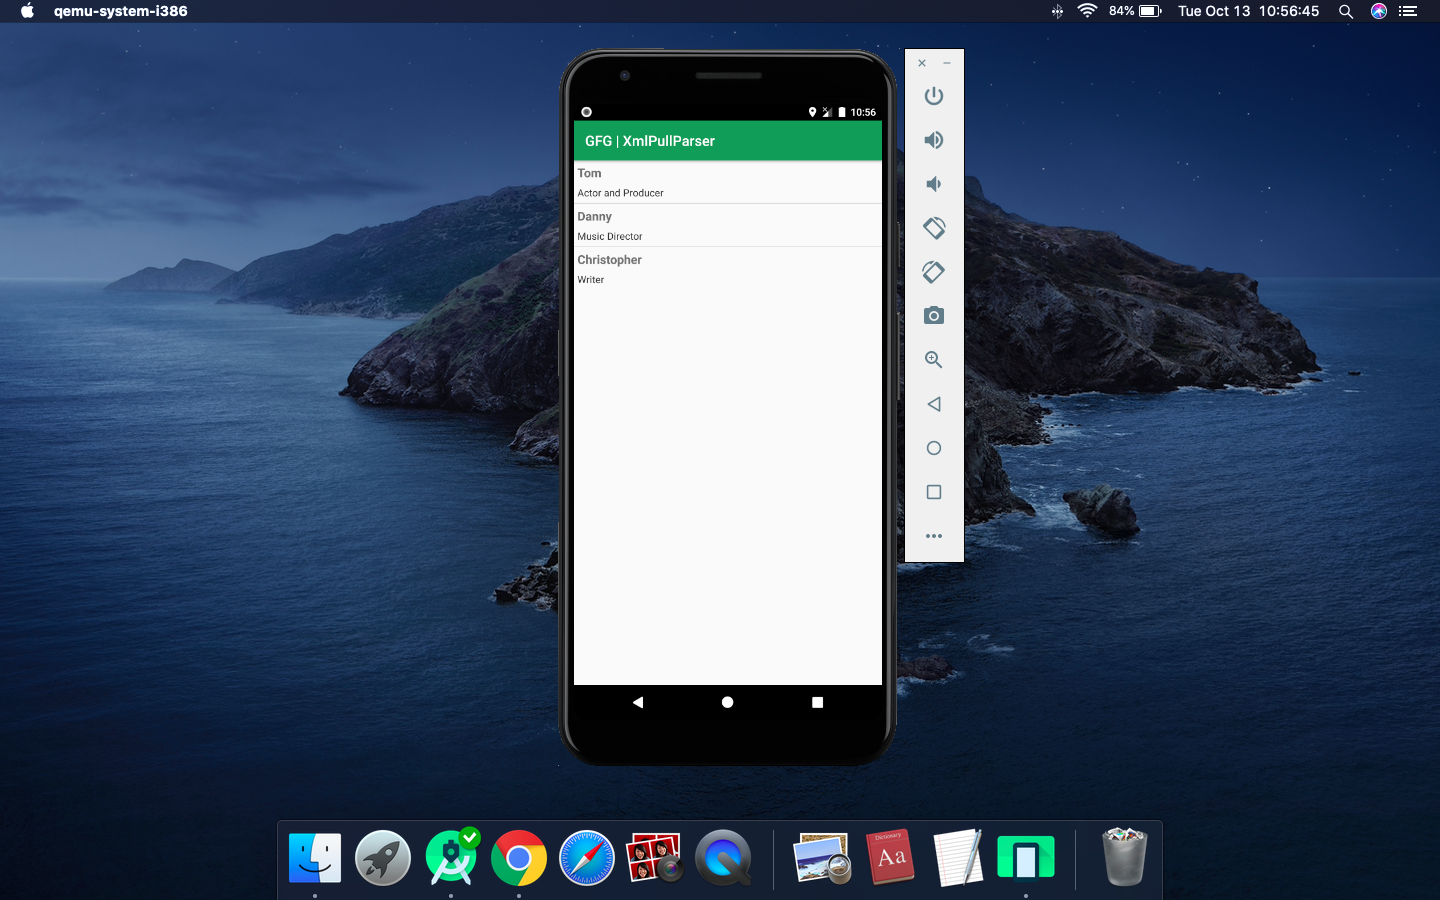 qemu-system-i386
84%
Tue Oct 13 10:56:45
10:56
GFG | XmlPullParser
Tom
Actor and Producer
Danny
Music Director
Christopher
Writer
Dictionary
Aa